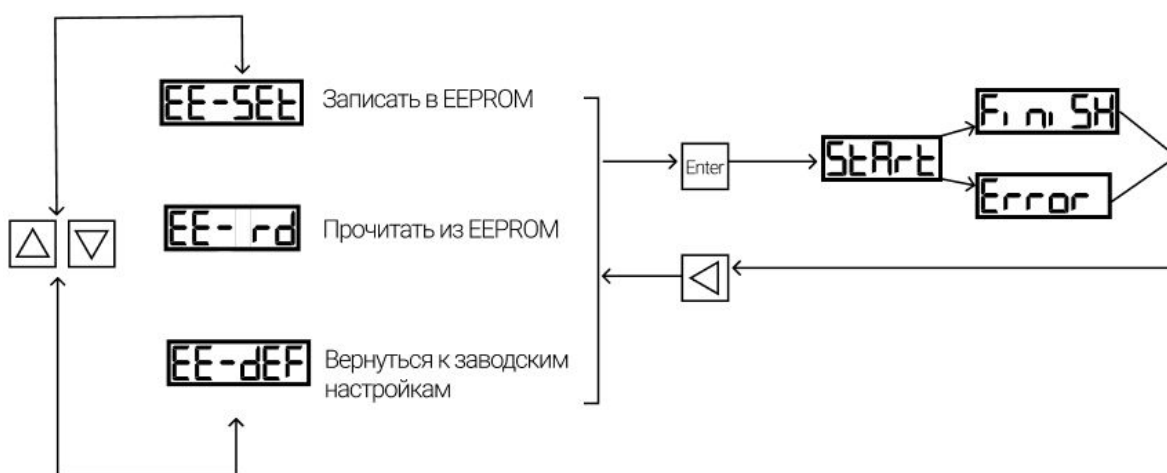 EE-SEt
Записать в EEPROM
EE-rd
Прочитать из EEPROM
EE-dEF
Вернуться к заводским
настройкам
Enter
StArt
FiniSH
Error